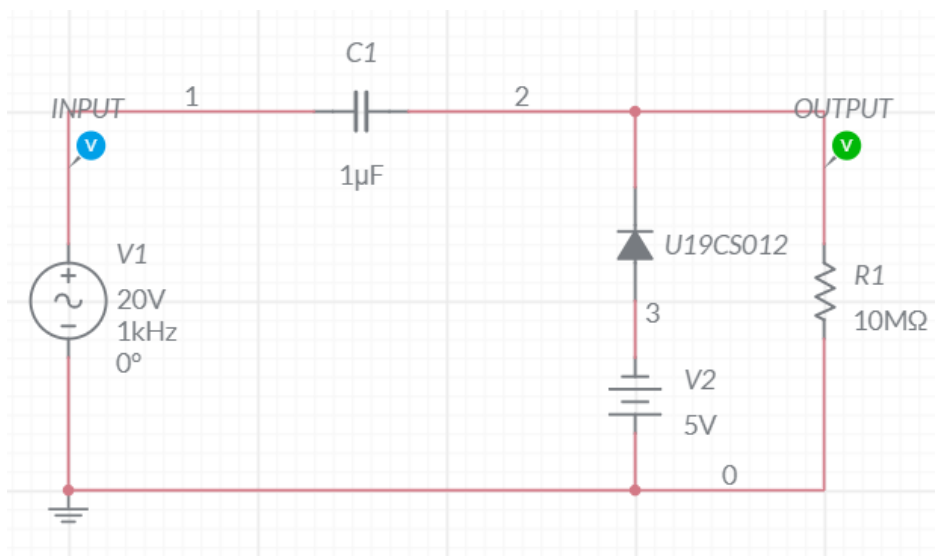 C1
INPUT
1
2
OUTPUT
V
V
1µF
V1
+
20V
1kHz
0°
U19CS012
R1
10MΩ
3
V2
5V
0